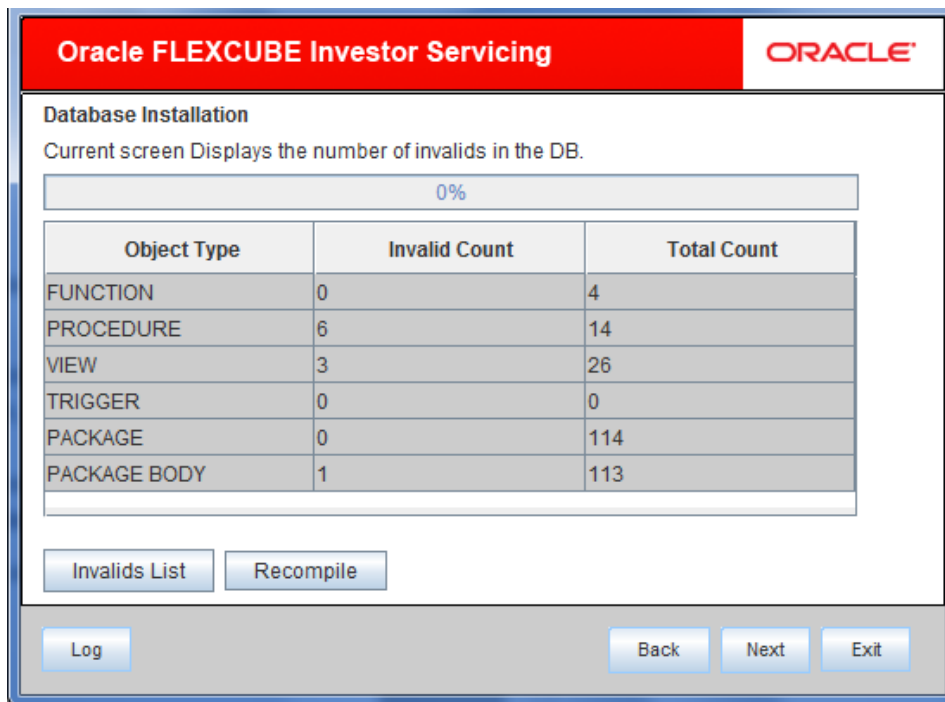 Oracle FLEXCUBE Investor Servicing
ORACLE
Database Installation
Current screen Displays the number of invalids in the DB.
0%
Object Type Invalid Count Total Count
FUNCTION 0 4
PROCEDURE 6 14
VIEW 3 26
TRIGGER 0 0
PACKAGE 0 114
PACKAGE BODY 1 113
Invalids List Recompile
Log Back Next Exit